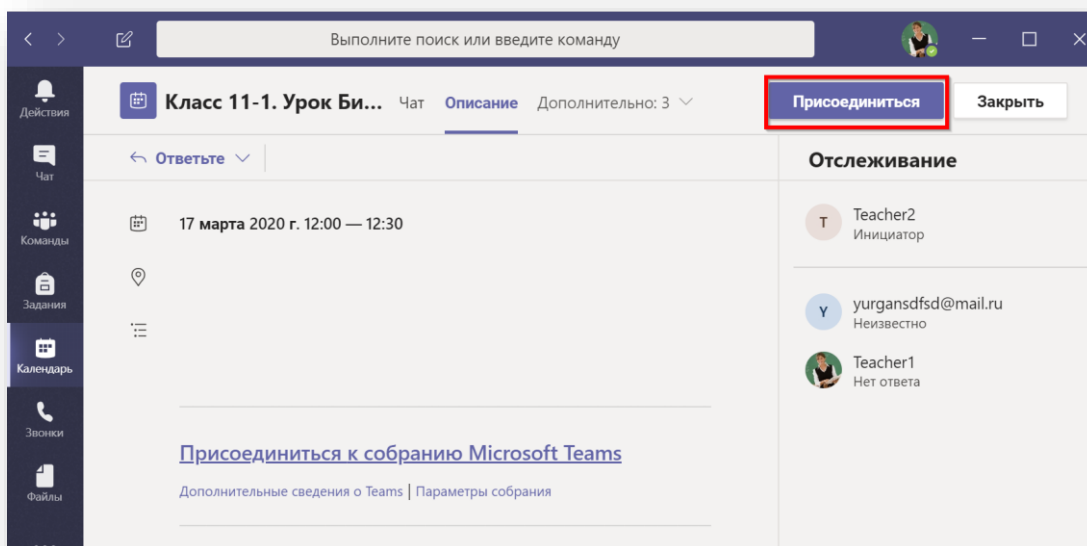 Выполните поиск или введите команду
Действия
Чат
Команды
Задания
Календарь
Звонки
Файлы
Класс 11-1. Урок Би... Чат Описание Дополнительно: 3
Присоединиться Закрыть
Ответьте
17 марта 2020 г. 12:00 — 12:30
Присоединиться к собранию Microsoft Teams
Дополнительные сведения о Teams | Параметры собрания
Отслеживание
T
Teacher2
Инициатор
Y
yurgansdfsd@mail.ru
Неизвестно
Teacher1
Нет ответа